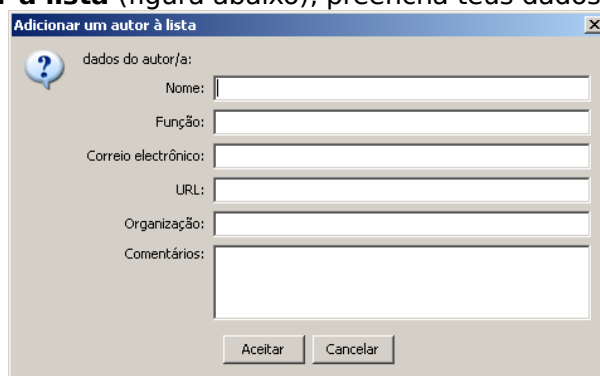 à lista (figura abaixo), preencha teus dados
Adicionar um autor à lista
dados do autor/a:
Nome:
Função:
Correio electrônico:
URL:
Organização:
Comentários:
Aceitar Cancelar